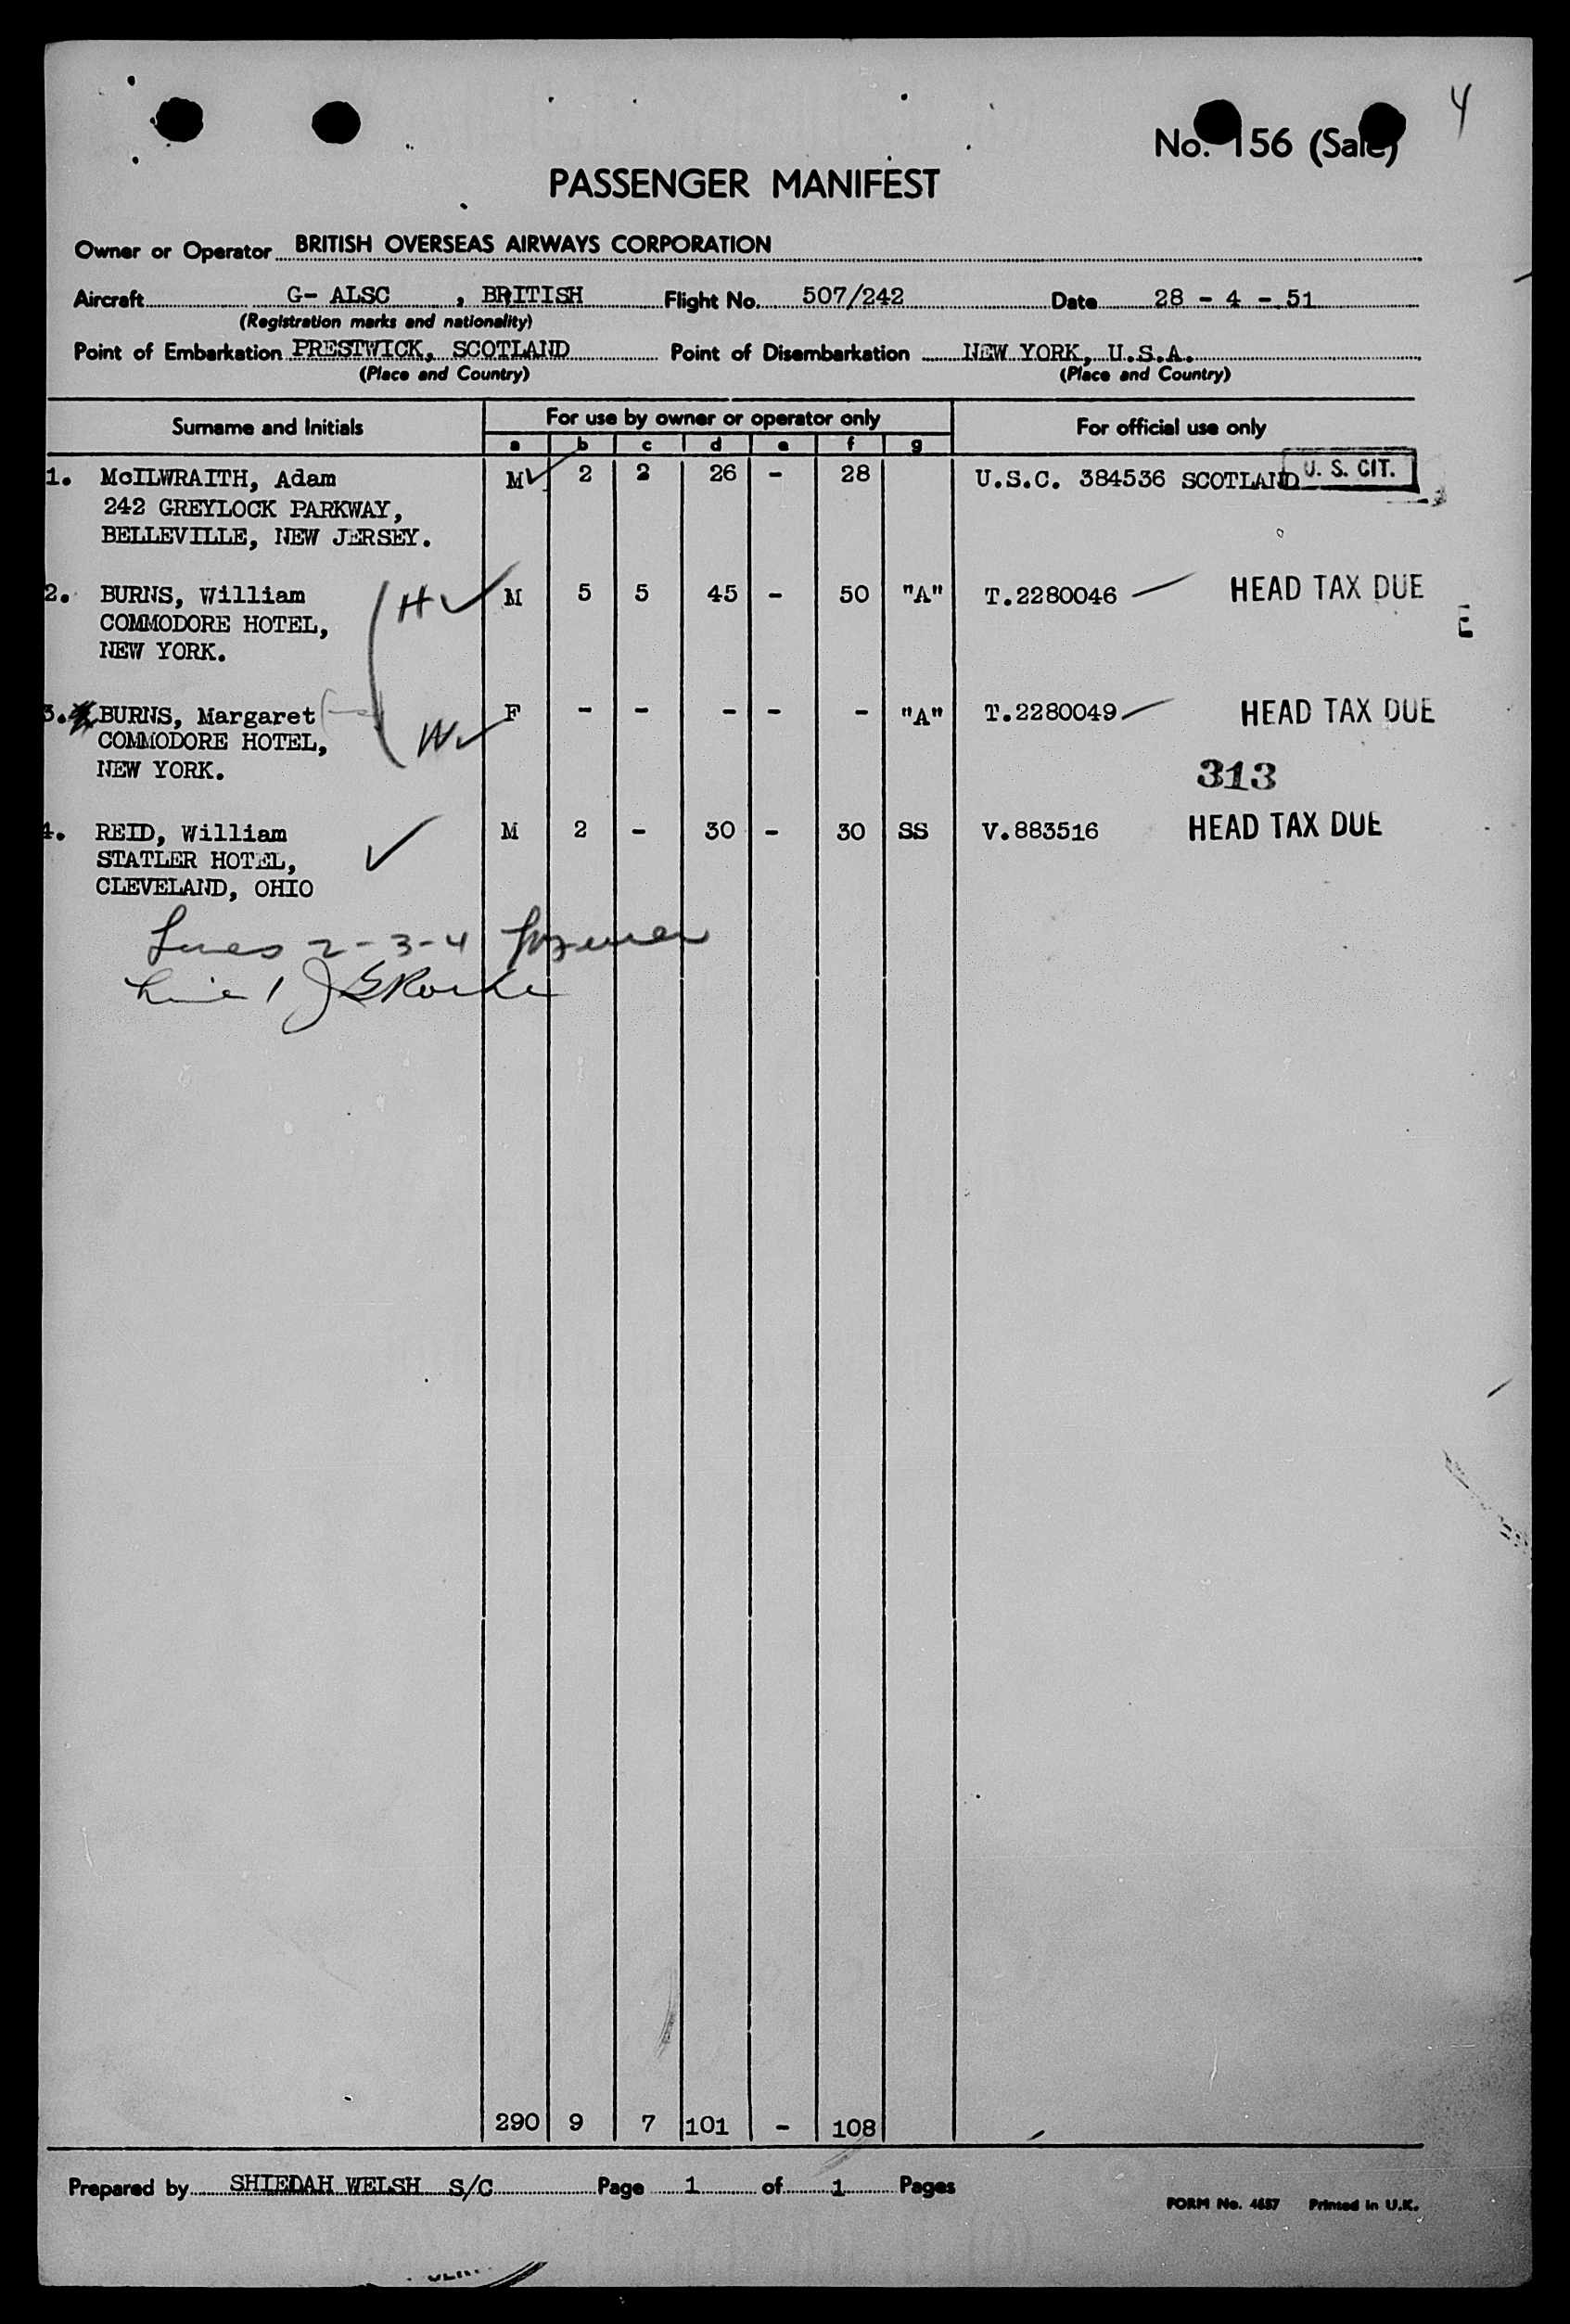 4
No. 156 (Sale)
PASSENGER MANIFEST
Owner or Operator BRITISH OVERSEAS AIRWAYS CORPORATION
Aircraft G- ALSC , BRITISH Flight No. 507/242 Date 28 - 4 - 51
(Registration marks and nationality)
Point of Embarkation PRESTWICK, SCOTLAND Point of Disembarkation NEW YORK, U.S.A.
(Place and Country) (Place and Country)
Surname and Initials For use by owner or operator only For official use only
a b c d e f g
1. McILWRAITH, Adam M 2 2 26 - 28 U.S.C. 384536 SCOTLAND U. S. CIT.
242 GREYLOCK PARKWAY,
BELLEVILLE, NEW JERSEY.
2. BURNS, William H M 5 5 45 - 50 "A" T.2280046 HEAD TAX DUE
COMMODORE HOTEL,
NEW YORK.
3. BURNS, Margaret W F - - - - - "A" T.2280049 HEAD TAX DUE
COMMODORE HOTEL,
NEW YORK.
313
4. REID, William M 2 - 30 - 30 SS V.883516 HEAD TAX DUE
STATLER HOTEL,
CLEVELAND, OHIO
Lines 2-3-4
Line 1
290 9 7 101 - 108
Prepared by SHIEDAH WELSH S/C Page 1 of 1 Pages
FORM No. 4657 Printed in U.K.